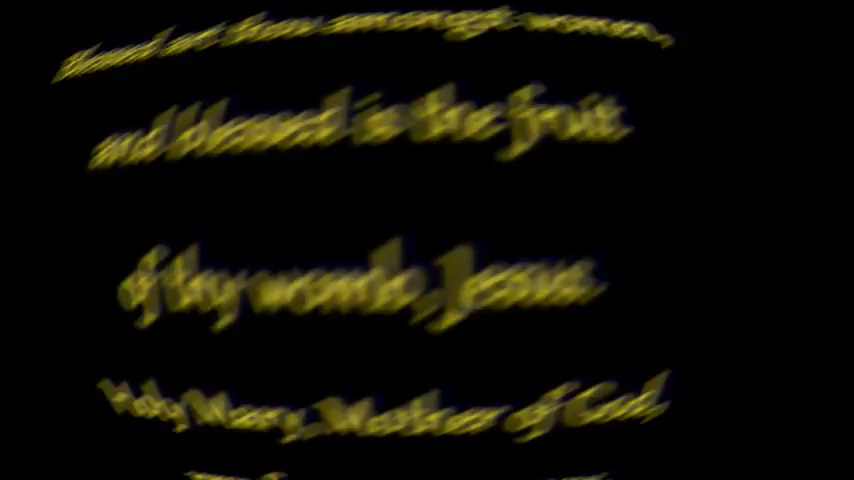 Blessed art thou amongst women,
and blessed is the fruit
of thy womb, Jesus.
Holy Mary, Mother of God,